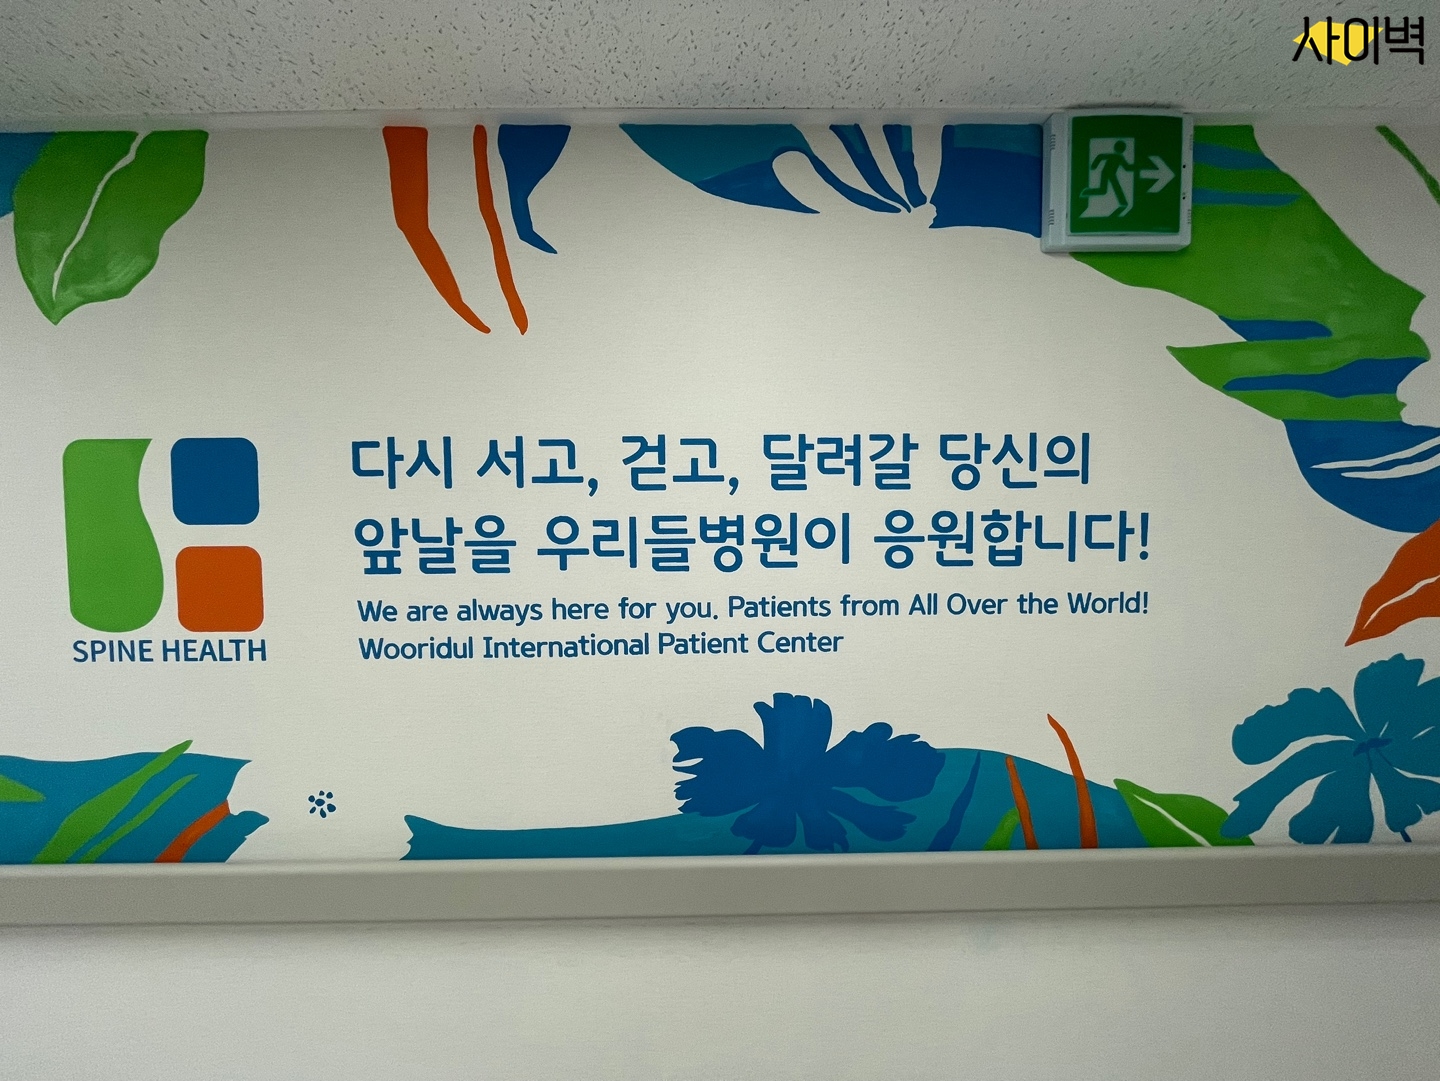 사이벽
다시 서고, 걷고, 달려갈 당신의
앞날을 우리들병원이 응원합니다!
We are always here for you. Patients from All Over the World!
Wooridul International Patient Center
SPINE HEALTH